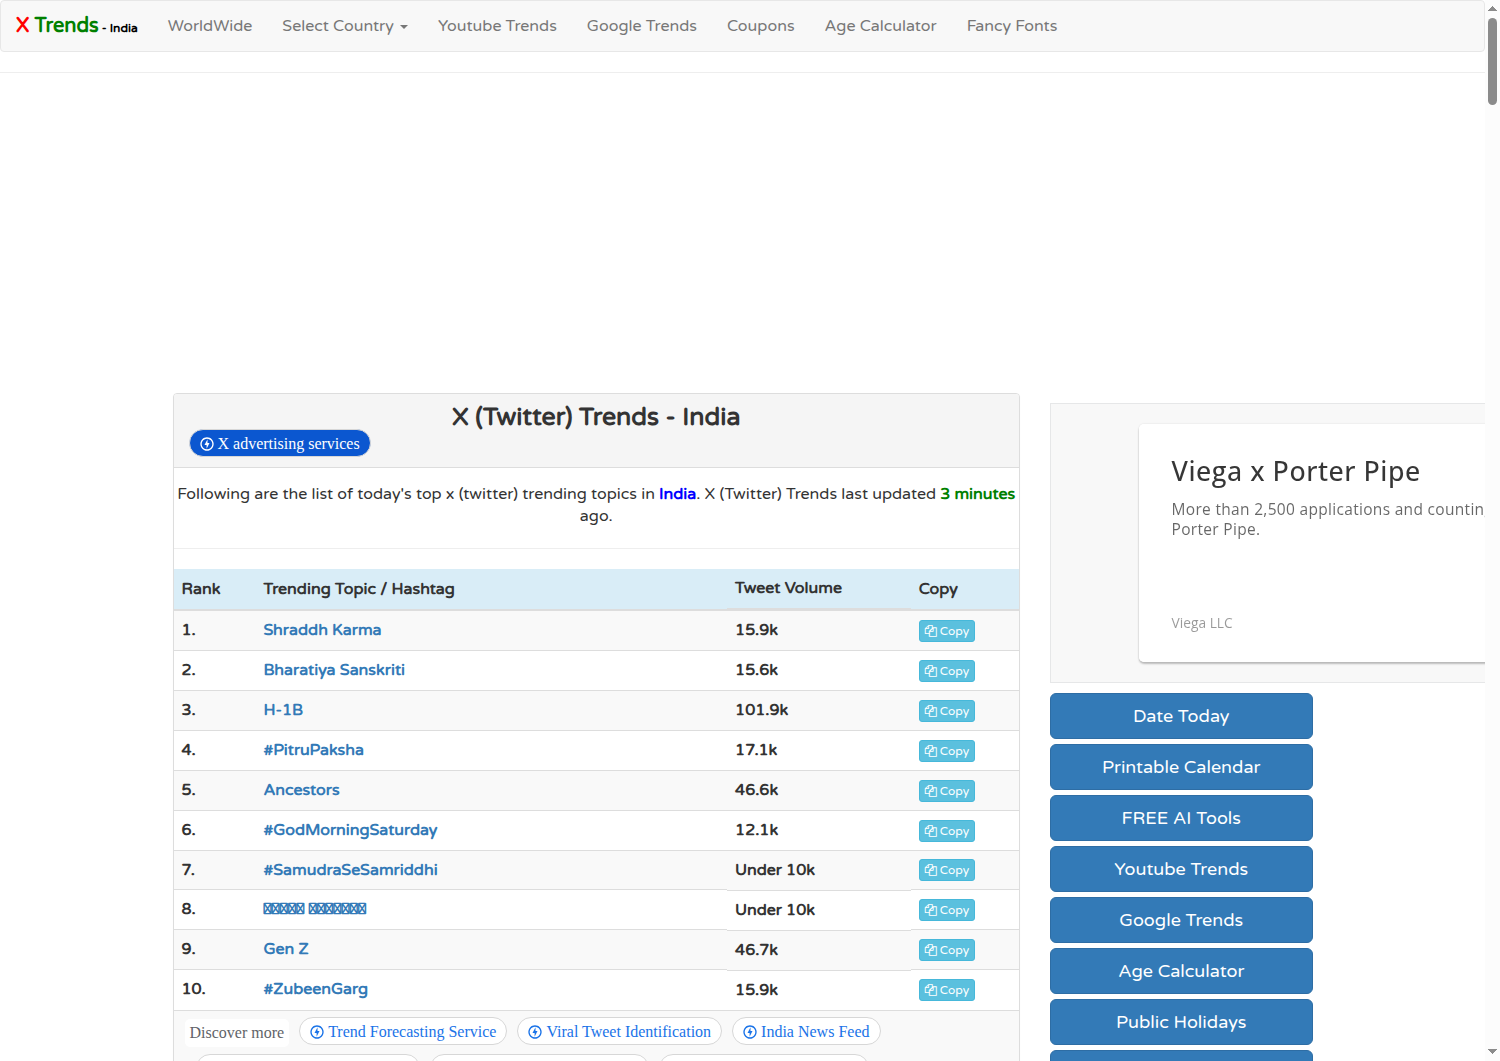 X Trends - India WorldWide Select Country Youtube Trends Google Trends Coupons Age Calculator Fancy Fonts
X (Twitter) Trends - India
X advertising services
Following are the list of today's top x (twitter) trending topics in India. X (Twitter) Trends last updated 3 minutes
ago.
Rank Trending Topic / Hashtag Tweet Volume Copy
1. Shraddh Karma 15.9k Copy
2. Bharatiya Sanskriti 15.6k Copy
3. H-1B 101.9k Copy
4. #PitruPaksha 17.1k Copy
5. Ancestors 46.6k Copy
6. #GodMorningSaturday 12.1k Copy
7. #SamudraSeSamriddhi Under 10k Copy
8. Under 10k Copy
9. Gen Z 46.7k Copy
10. #ZubeenGarg 15.9k Copy
Discover more Trend Forecasting Service Viral Tweet Identification India News Feed
Viega x Porter Pipe
More than 2,500 applications and countin
Porter Pipe.
Viega LLC
Date Today
Printable Calendar
FREE AI Tools
Youtube Trends
Google Trends
Age Calculator
Public Holidays